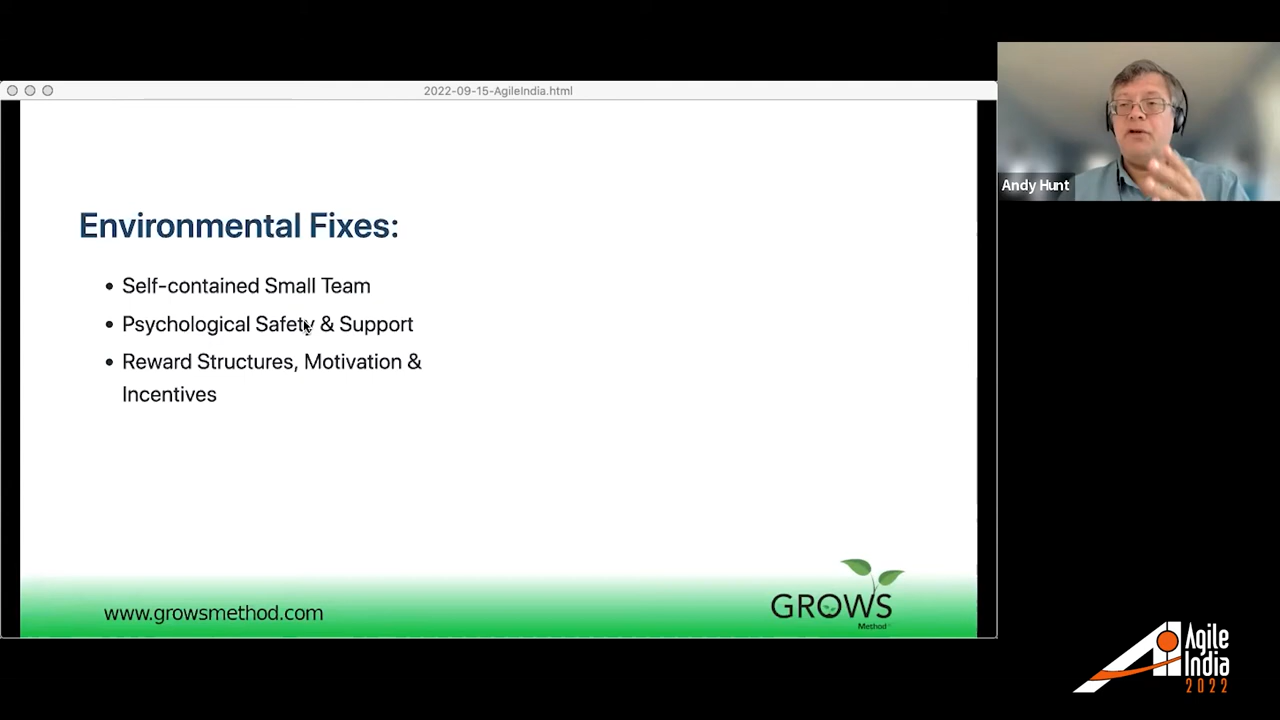 2022-09-15-AgileIndia.html
Andy Hunt
Environmental Fixes:
• Self-contained Small Team
• Psychological Safety & Support
• Reward Structures, Motivation &
Incentives
www.growsmethod.com
GROWS
Method
Agile
India
2022